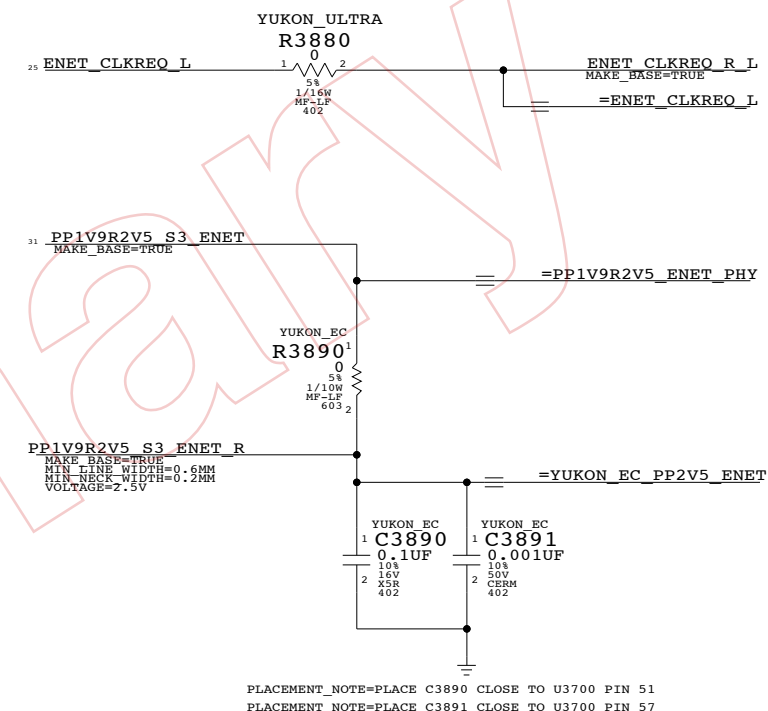 YUKON_ULTRA
R3880
0
25 ENET_CLKREQ_L
1 2
5%
1/16W
MF-LF
402
ENET_CLKREQ_R_L
MAKE_BASE=TRUE
=ENET_CLKREQ_L
31 PP1V9R2V5_S3_ENET
MAKE_BASE=TRUE
=PP1V9R2V5_ENET_PHY
YUKON_EC
R3890 1
0
5%
1/10W
MF-LF
603 2
PP1V9R2V5_S3_ENET_R
MAKE_BASE=TRUE
MIN_LINE_WIDTH=0.6MM
MIN_NECK_WIDTH=0.2MM
VOLTAGE=2.5V
=YUKON_EC_PP2V5_ENET
YUKON_EC
1 C3890
0.1UF
10%
2 16V
X5R
402
YUKON_EC
1 C3891
0.001UF
10%
2 50V
CERM
402
PLACEMENT_NOTE=PLACE C3890 CLOSE TO U3700 PIN 51
PLACEMENT_NOTE=PLACE C3891 CLOSE TO U3700 PIN 57
ary